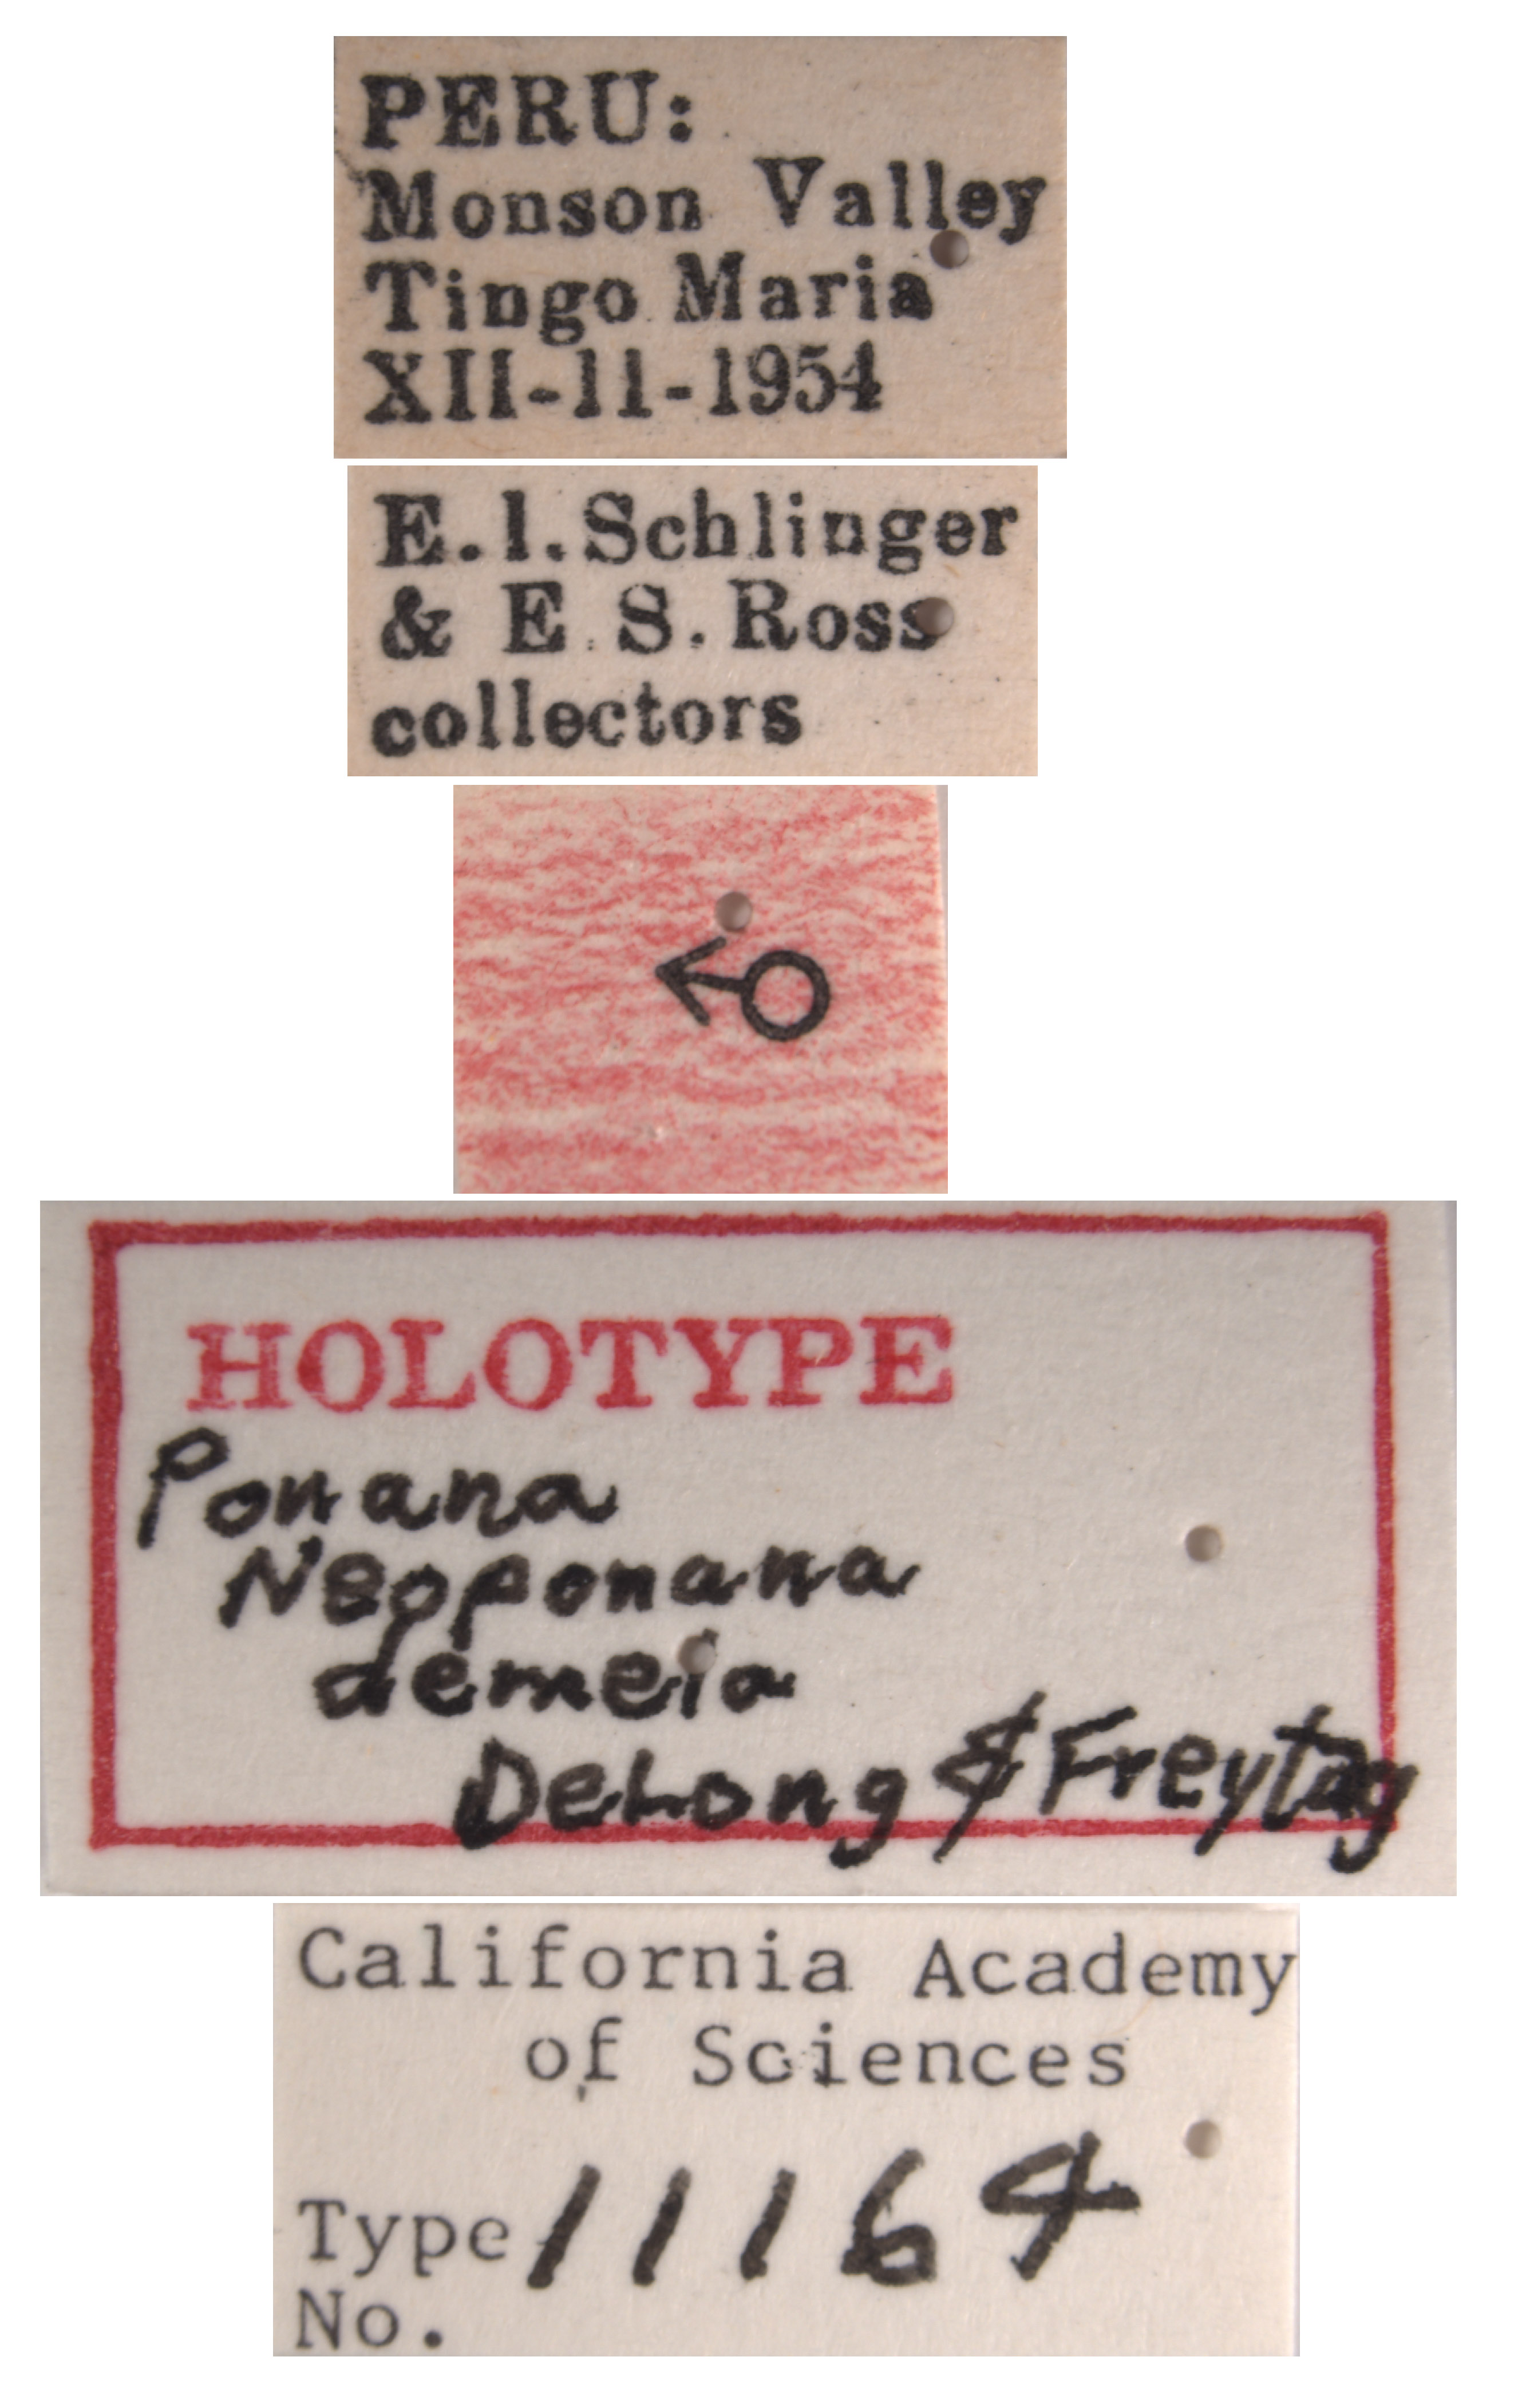 PERU:
Monson Valley
Tingo Maria
XII-11-1954
E.I.Schlinger
& E.S.Ross
collectors
♂
HOLOTYPE
Ponana
Neoponana
demela
DeLong & Freytag
California Academy
of Sciences
Type 11164
No.